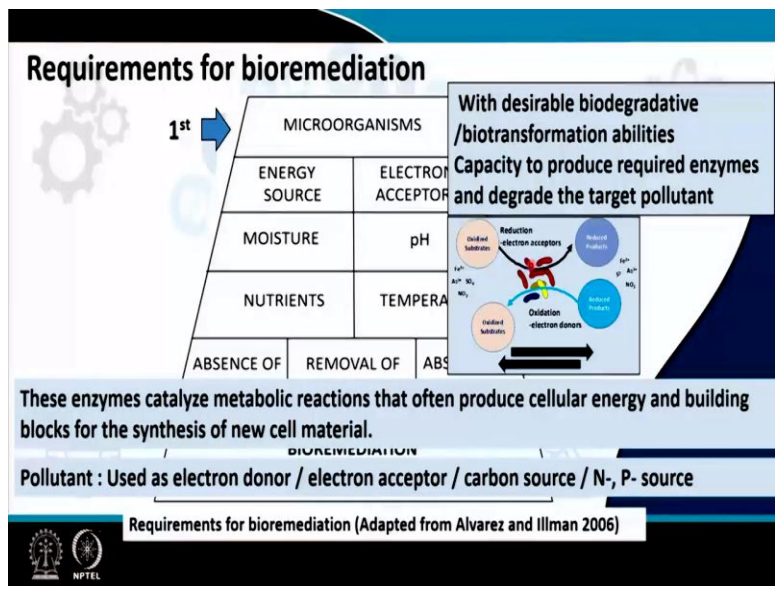 Requirements for bioremediation
1st
MICROORGANISMS
ENERGY
SOURCE
ELECTRON
ACCEPTOR
MOISTURE
pH
NUTRIENTS
TEMPERA
ABSENCE OF
REMOVAL OF
ABS
With desirable biodegradative
/biotransformation abilities
Capacity to produce required enzymes
and degrade the target pollutant
Reduction
-electron acceptors
Oxidized
Substrates
Reduced
Products
Oxidation
-electron donors
Reduced
Products
Oxidized
Substrates
These enzymes catalyze metabolic reactions that often produce cellular energy and building
blocks for the synthesis of new cell material.
BIOREMEDIATION
Pollutant : Used as electron donor / electron acceptor / carbon source / N-, P- source
Requirements for bioremediation (Adapted from Alvarez and Illman 2006)
NPTEL